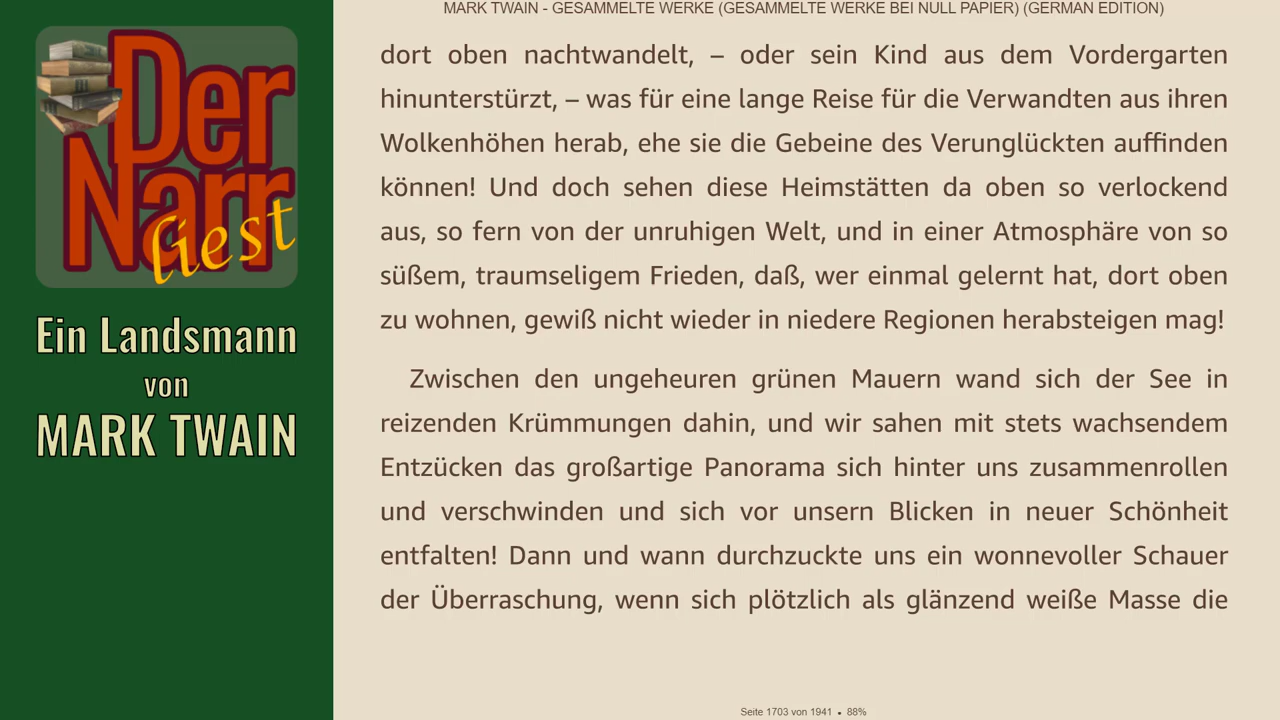 MARK TWAIN - GESAMMELTE WERKE (GESAMMELTE WERKE BEI NULL PAPIER) (GERMAN EDITION)
Der
Narr
liest
Ein Landsmann
von
MARK TWAIN
dort oben nachtwandelt, – oder sein Kind aus dem Vordergarten
hinunterstürzt, – was für eine lange Reise für die Verwandten aus ihren
Wolkenhöhen herab, ehe sie die Gebeine des Verunglückten auffinden
können! Und doch sehen diese Heimstätten da oben so verlockend
aus, so fern von der unruhigen Welt, und in einer Atmosphäre von so
süßem, traumseligem Frieden, daß, wer einmal gelernt hat, dort oben
zu wohnen, gewiß nicht wieder in niedere Regionen herabsteigen mag!
Zwischen den ungeheuren grünen Mauern wand sich der See in
reizenden Krümmungen dahin, und wir sahen mit stets wachsendem
Entzücken das großartige Panorama sich hinter uns zusammenrollen
und verschwinden und sich vor unsern Blicken in neuer Schönheit
entfalten! Dann und wann durchzuckte uns ein wonnevoller Schauer
der Überraschung, wenn sich plötzlich als glänzend weiße Masse die
Seite 1703 von 1941 • 88%